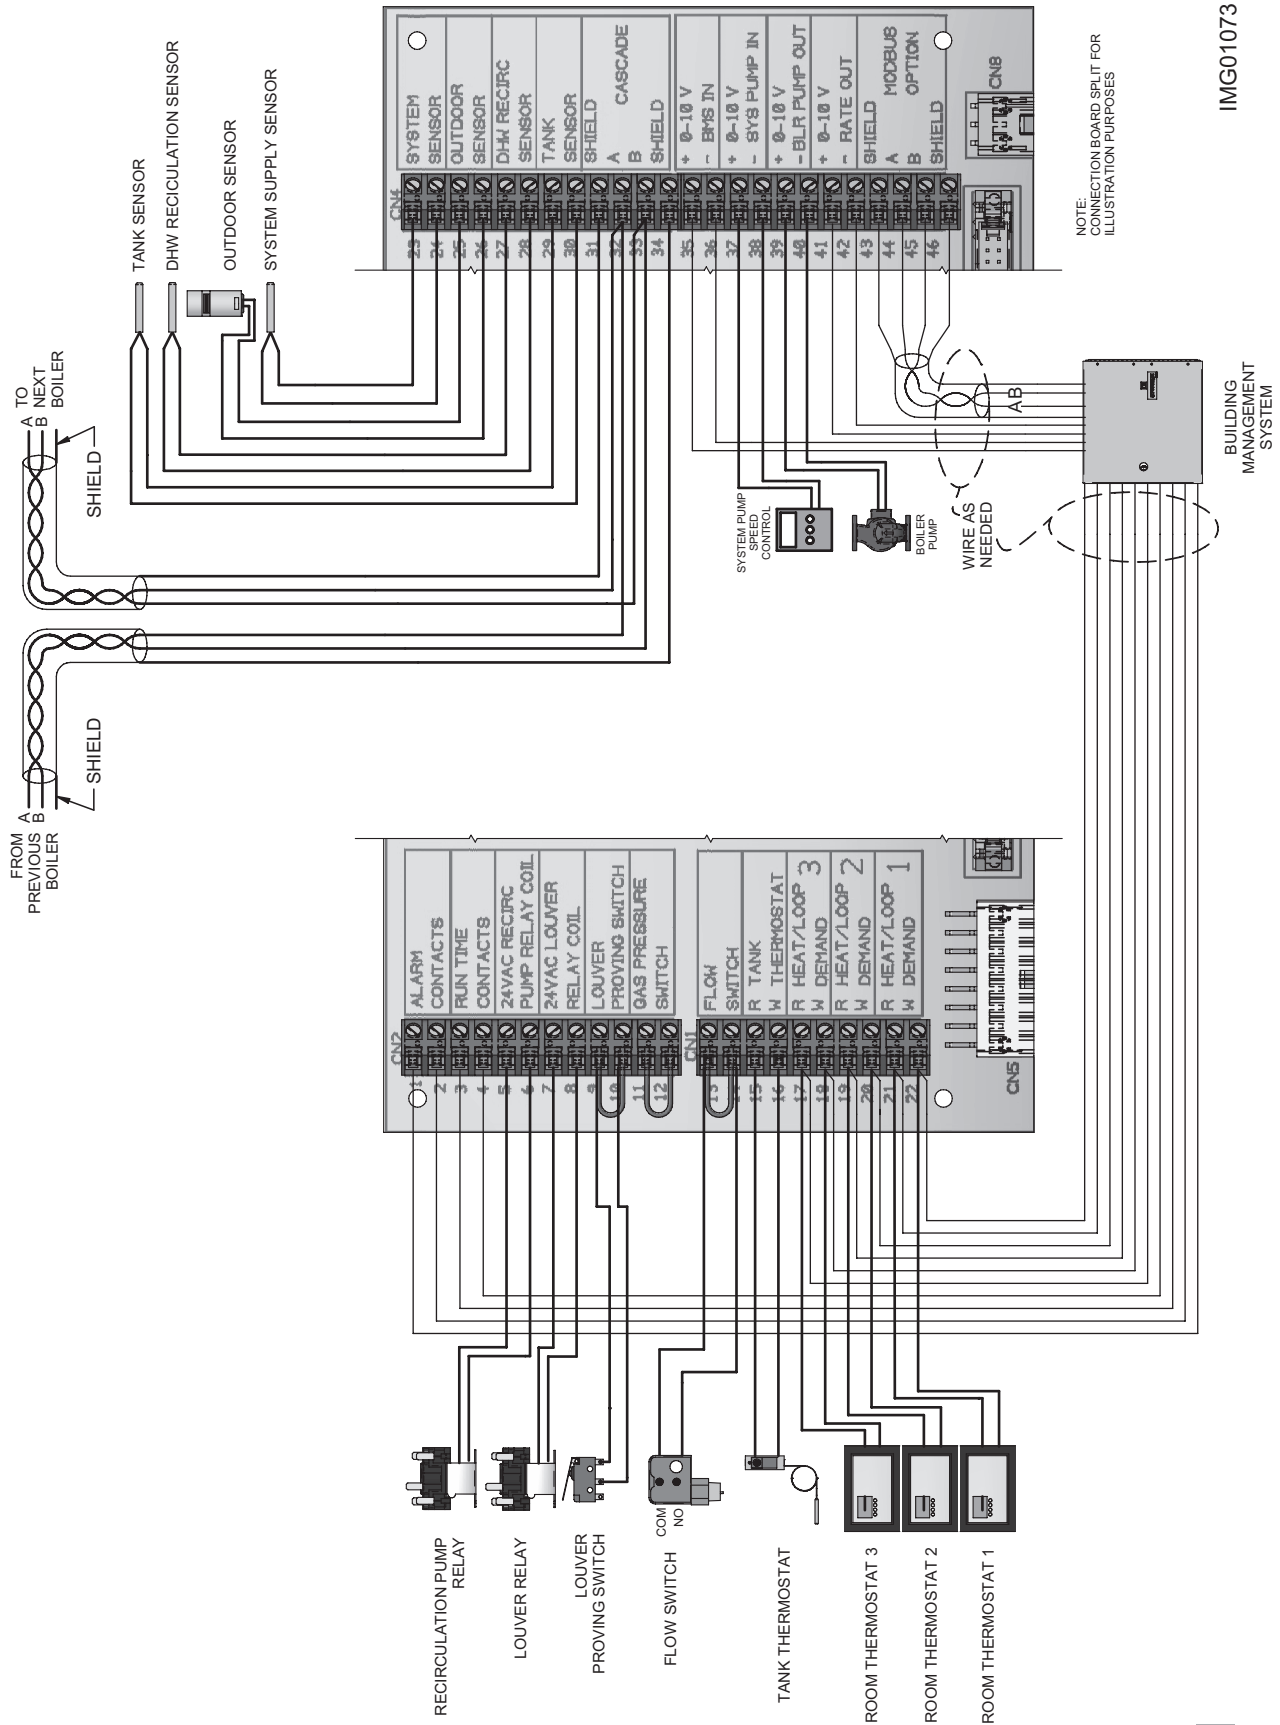 FROM
PREVIOUS
BOILER
A
B
SHIELD
A
B
TO
NEXT
BOILER
SHIELD
TANK SENSOR
DHW RECIRCULATION SENSOR
OUTDOOR SENSOR
SYSTEM SUPPLY SENSOR
RECIRCULATION PUMP
RELAY
LOUVER RELAY
LOUVER
PROVING SWITCH
FLOW SWITCH
COM
NO
TANK THERMOSTAT
ROOM THERMOSTAT 3
ROOM THERMOSTAT 2
ROOM THERMOSTAT 1
CN2
1 ALARM
2 CONTACTS
3 RUN TIME
4 CONTACTS
5 24VAC RECIRC
6 PUMP RELAY COIL
7 24VAC LOUVER
8 RELAY COIL
9 LOUVER
10 PROVING SWITCH
11 GAS PRESSURE
12 SWITCH
CN1
13 FLOW
14 SWITCH
15 R TANK
16 W THERMOSTAT
17 R HEAT/LOOP 3
18 W DEMAND
19 R HEAT/LOOP 2
20 W DEMAND
21 R HEAT/LOOP 1
22 W DEMAND
CN5
CN4
23 SYSTEM
24 SENSOR
25 OUTDOOR
26 SENSOR
27 DHW RECIRC
28 SENSOR
29 TANK
30 SENSOR
31 SHIELD
32 A CASCADE
33 B
34 SHIELD
35 + 0-10 V
36 - BMS IN
37 + 0-10 V
38 - SYS PUMP IN
39 + 0-10 V
40 - BLR PUMP OUT
41 + 0-10 V
42 - RATE OUT
43 SHIELD
44 A MODBUS
45 B OPTION
46 SHIELD
CN8
SYSTEM PUMP
SPEED
CONTROL
BOILER
PUMP
WIRE AS
NEEDED
A
B
BUILDING
MANAGEMENT
SYSTEM
NOTE:
CONNECTION BOARD SPLIT FOR
ILLUSTRATION PURPOSES
IMG01073